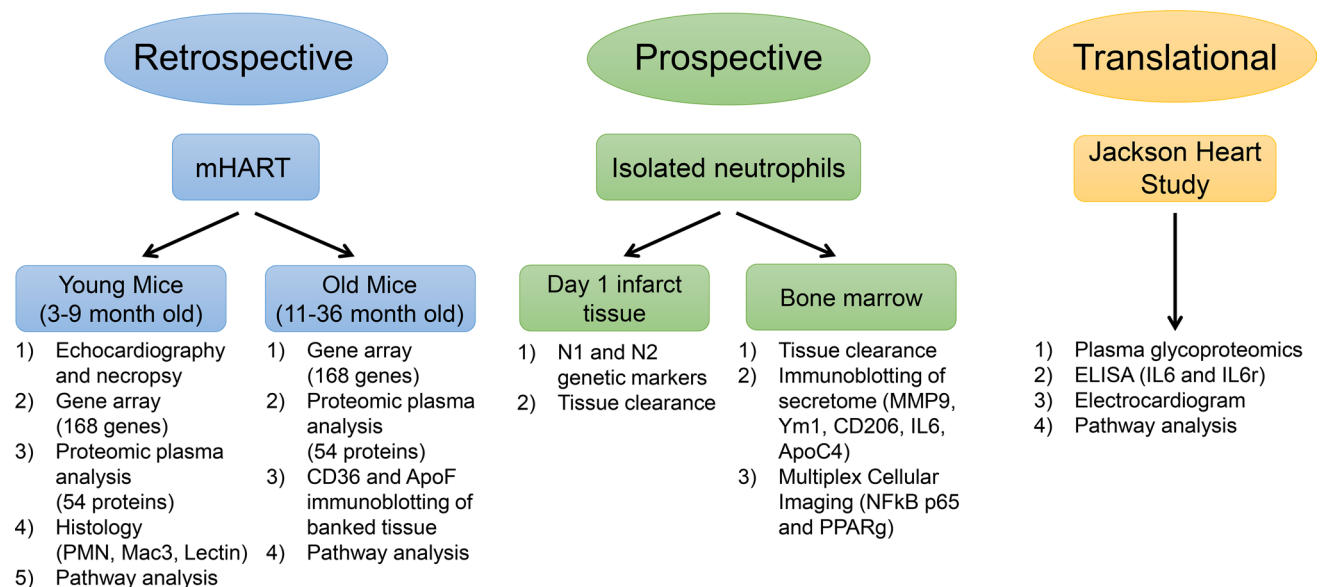 Retrospective
mHART
Young Mice
(3-9 month old)
1) Echocardiography
and necropsy
2) Gene array
(168 genes)
3) Proteomic plasma
analysis
(54 proteins)
4) Histology
(PMN, Mac3, Lectin)
5) Pathway analysis
Old Mice
(11-36 month old)
1) Gene array
(168 genes)
2) Proteomic plasma
analysis
(54 proteins)
3) CD36 and ApoF
immunoblotting of
banked tissue
4) Pathway analysis
Prospective
Isolated neutrophils
Day 1 infarct
tissue
1) N1 and N2
genetic markers
2) Tissue clearance
Bone marrow
1) Tissue clearance
2) Immunoblotting of
secretome (MMP9,
Ym1, CD206, IL6,
ApoC4)
3) Multiplex Cellular
Imaging (NFkB p65
and PPARg)
Translational
Jackson Heart
Study
1) Plasma glycoproteomics
2) ELISA (IL6 and IL6r)
3) Electrocardiogram
4) Pathway analysis